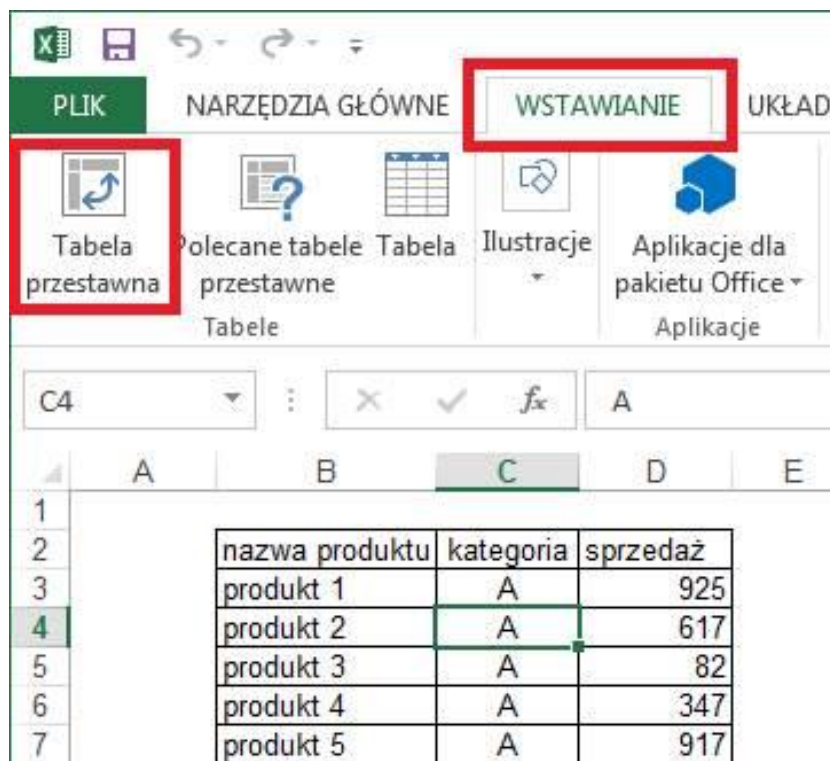 PLIK NARZĘDZIA GŁÓWNE WSTAWIANIE UKŁAD
Tabela przestawna
Polecane tabele przestawne
Tabela
Ilustracje
Aplikacje dla pakietu Office
Tabele
Aplikacje
C4 fx A
A B C D E
1
2 nazwa produktu kategoria sprzedaż
3 produkt 1 A 925
4 produkt 2 A 617
5 produkt 3 A 82
6 produkt 4 A 347
7 produkt 5 A 917